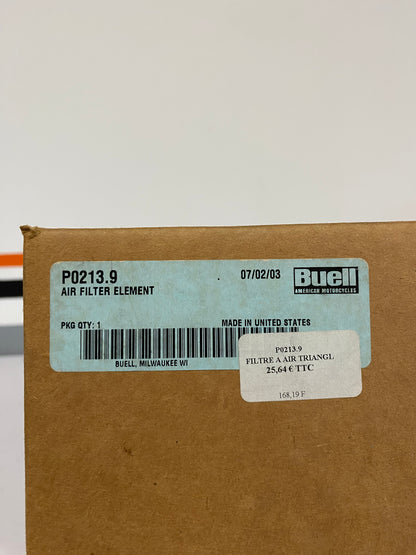 P0213.9
07/02/03
Buell
AMERICAN MOTORCYCLES
AIR FILTER ELEMENT
PKG QTY: 1
MADE IN UNITED STATES
BUELL, MILWAUKEE WI
P0213.9
FILTRE A AIR TRIANGL
25,64 € TTC
168,19 F